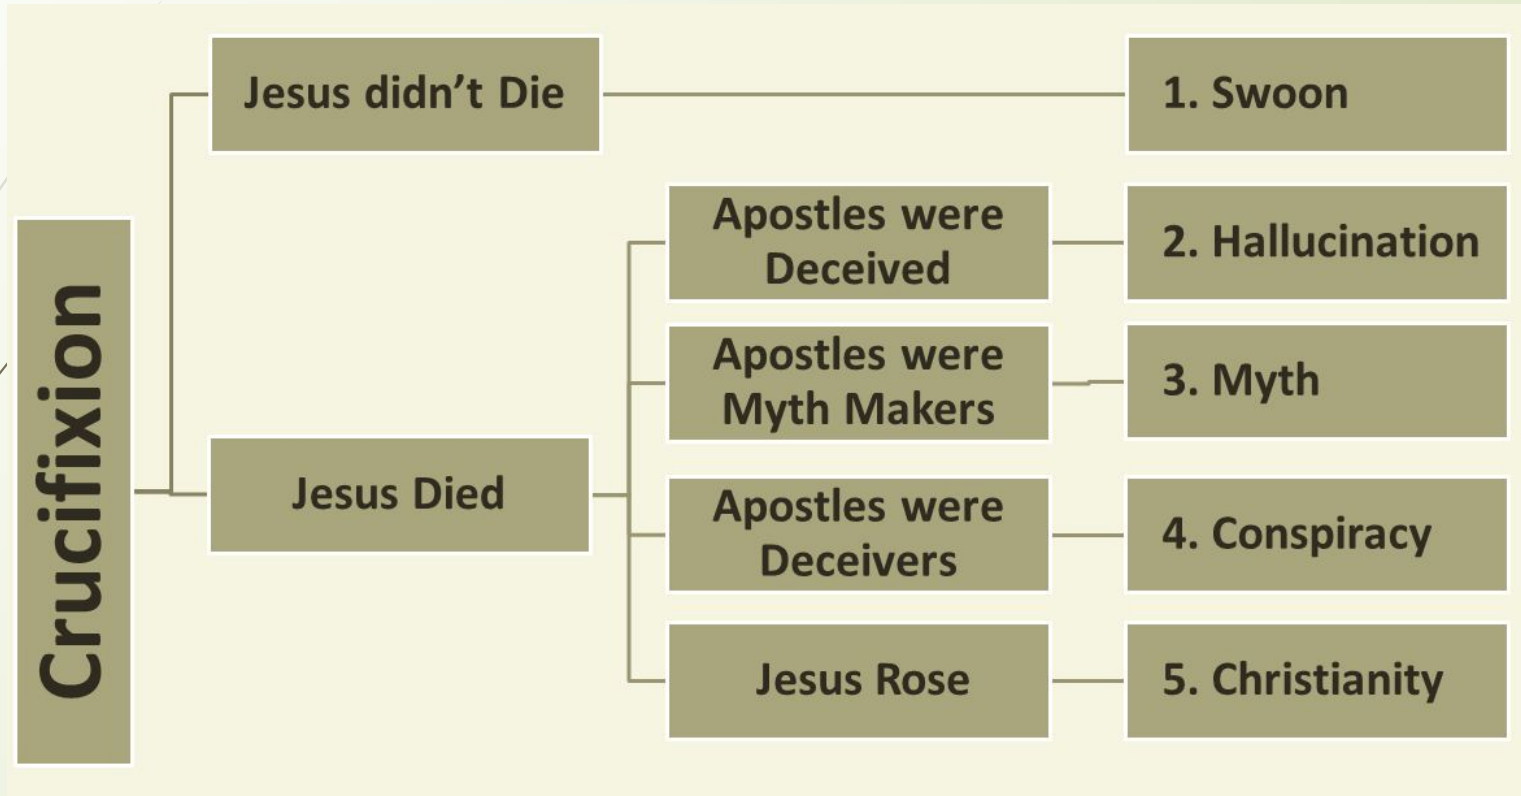 Crucifixion
Jesus didn’t Die
1. Swoon
Jesus Died
Apostles were
Deceived
2. Hallucination
Apostles were
Myth Makers
3. Myth
Apostles were
Deceivers
4. Conspiracy
Jesus Rose
5. Christianity